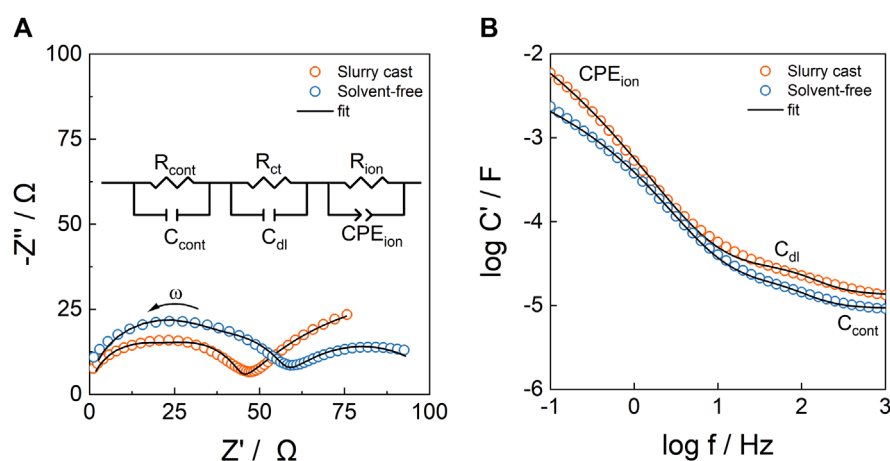 A
100
75
50
25
0
-Z" / Ω
0
25
50
75
100
Z' / Ω
Slurry cast
Solvent-free
fit
R_cont
R_ct
R_ion
C_cont
C_dl
CPE_ion
ω
B
-2
-3
-4
-5
-6
log C' / F
-1
0
1
2
3
log f / Hz
CPE_ion
Slurry cast
Solvent-free
fit
C_dl
C_cont